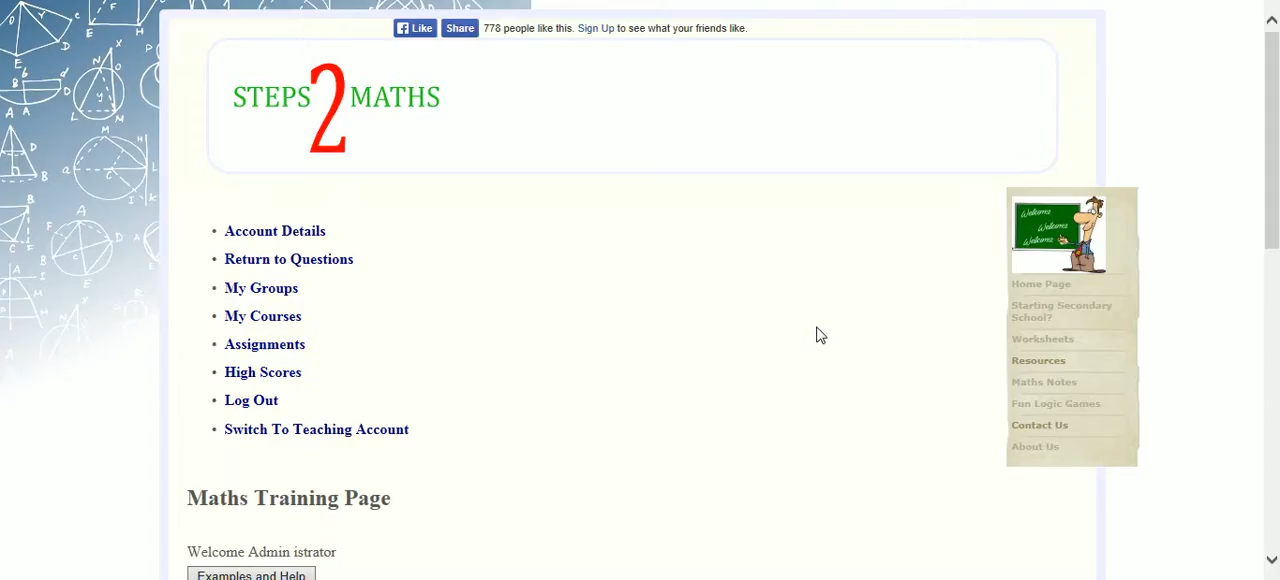 Like Share 778 people like this. Sign Up to see what your friends like.
STEPS 2 MATHS
Account Details
Return to Questions
My Groups
My Courses
Assignments
High Scores
Log Out
Switch To Teaching Account
Welcome
Welcome
Welcome
Home Page
Starting Secondary
School?
Worksheets
Resources
Maths Notes
Fun Logic Games
Contact Us
About Us
Maths Training Page
Welcome Admin istrator
Examples and Help